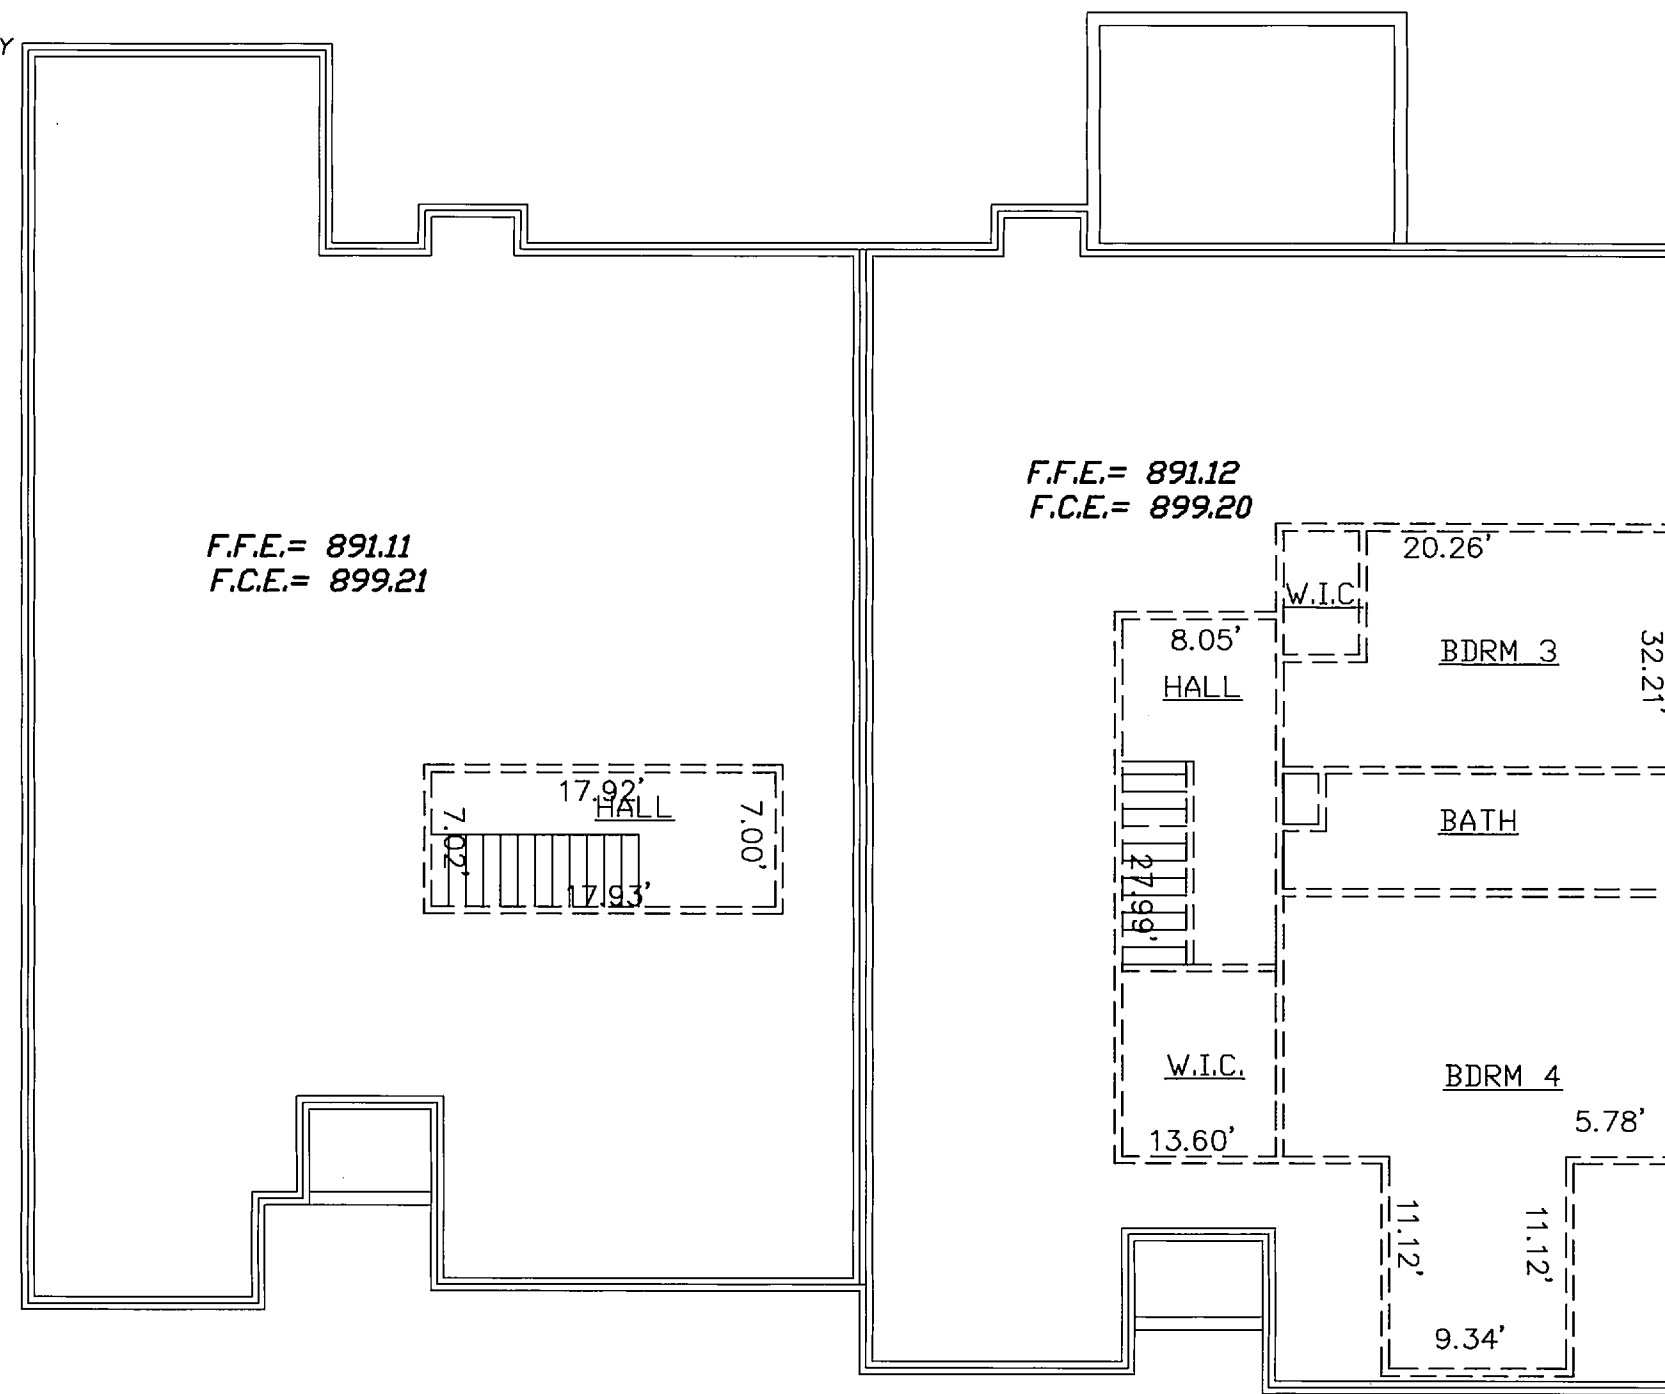 Y
F.F.E.= 891.11
F.C.E.= 899.21
17.92'
HALL
7.02'
7.00'
17.93'
F.F.E.= 891.12
F.C.E.= 899.20
20.26'
W.I.C
8.05'
HALL
BDRM 3
32.21'
BATH
27.99'
W.I.C.
BDRM 4
5.78'
13.60'
11.12'
11.12'
9.34'